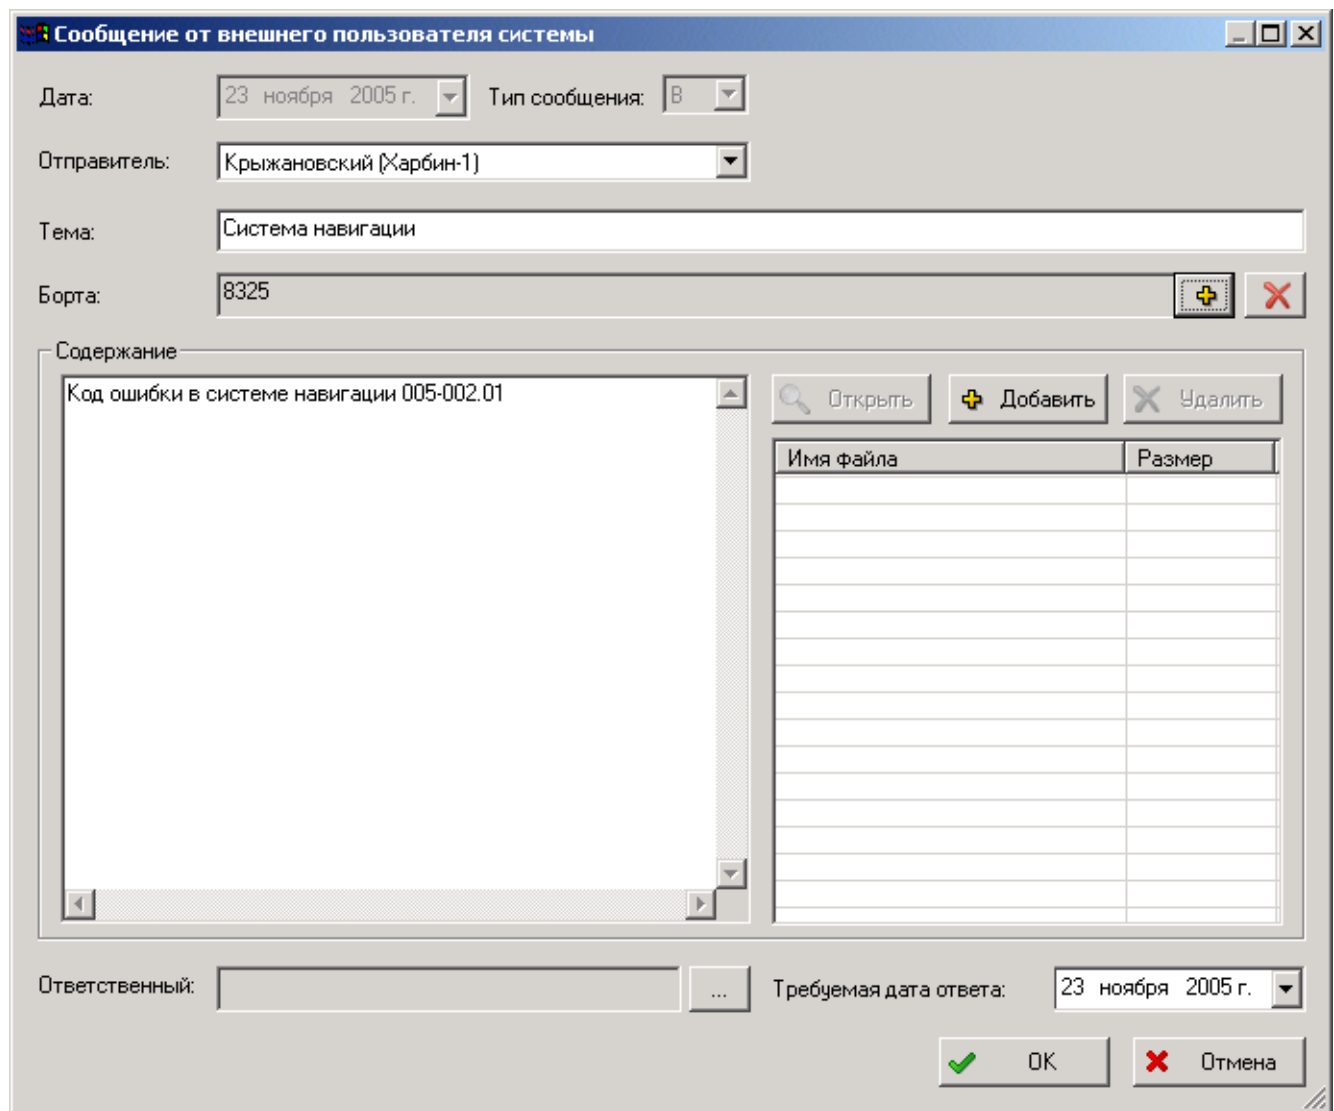 Сообщение от внешнего пользователя системы
Дата: 23 ноября 2005 г. Тип сообщения: В
Отправитель: Крыжановский (Харбин-1)
Тема: Система навигации
Борта: 8325
Содержание
Код ошибки в системе навигации 005-002.01
Открыть Добавить Удалить
Имя файла Размер
Ответственный: ... Требуемая дата ответа: 23 ноября 2005 г.
OK Отмена